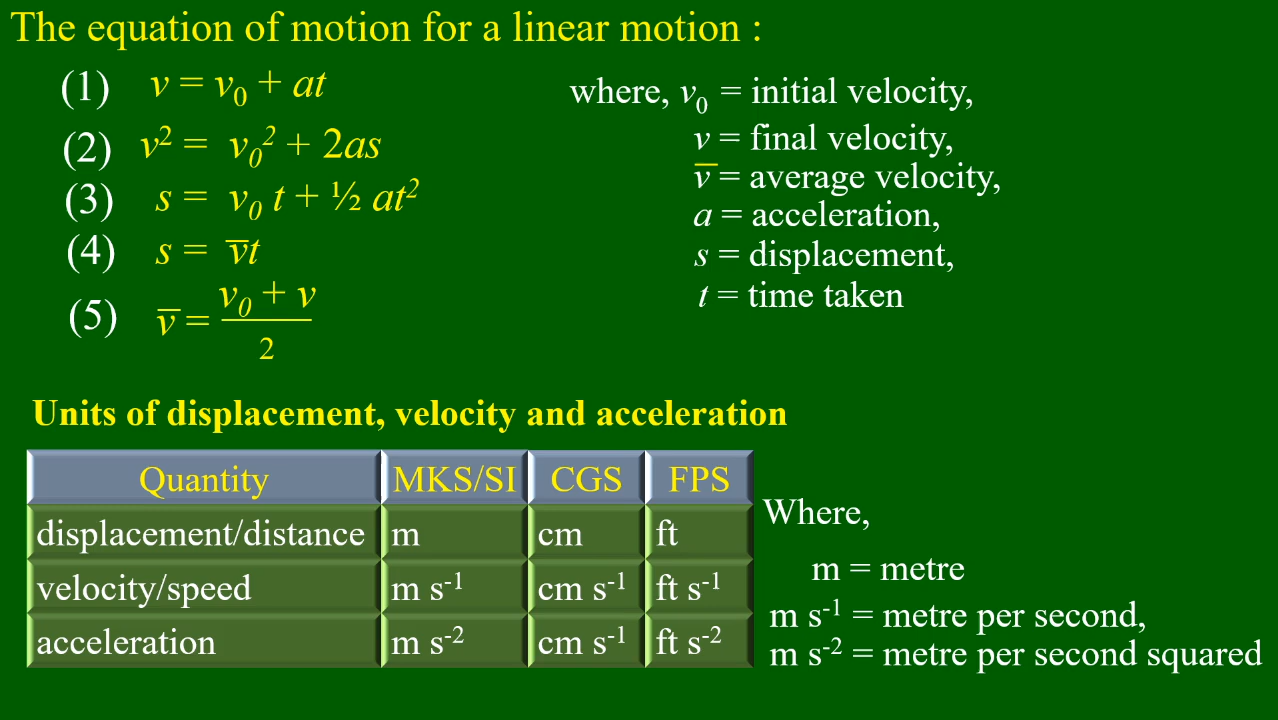 The equation of motion for a linear motion :
(1) v = v₀ + at
(2) v² = v₀² + 2as
(3) s = v₀ t + ½ at²
(4) s = v̅t
(5) v̅ = (v₀ + v)/2
where, v₀ = initial velocity,
v = final velocity,
v̅ = average velocity,
a = acceleration,
s = displacement,
t = time taken
Units of displacement, velocity and acceleration
Quantity MKS/SI CGS FPS
displacement/distance m cm ft
velocity/speed m s⁻¹ cm s⁻¹ ft s⁻¹
acceleration m s⁻² cm s⁻¹ ft s⁻²
Where,
m = metre
m s⁻¹ = metre per second,
m s⁻² = metre per second squared